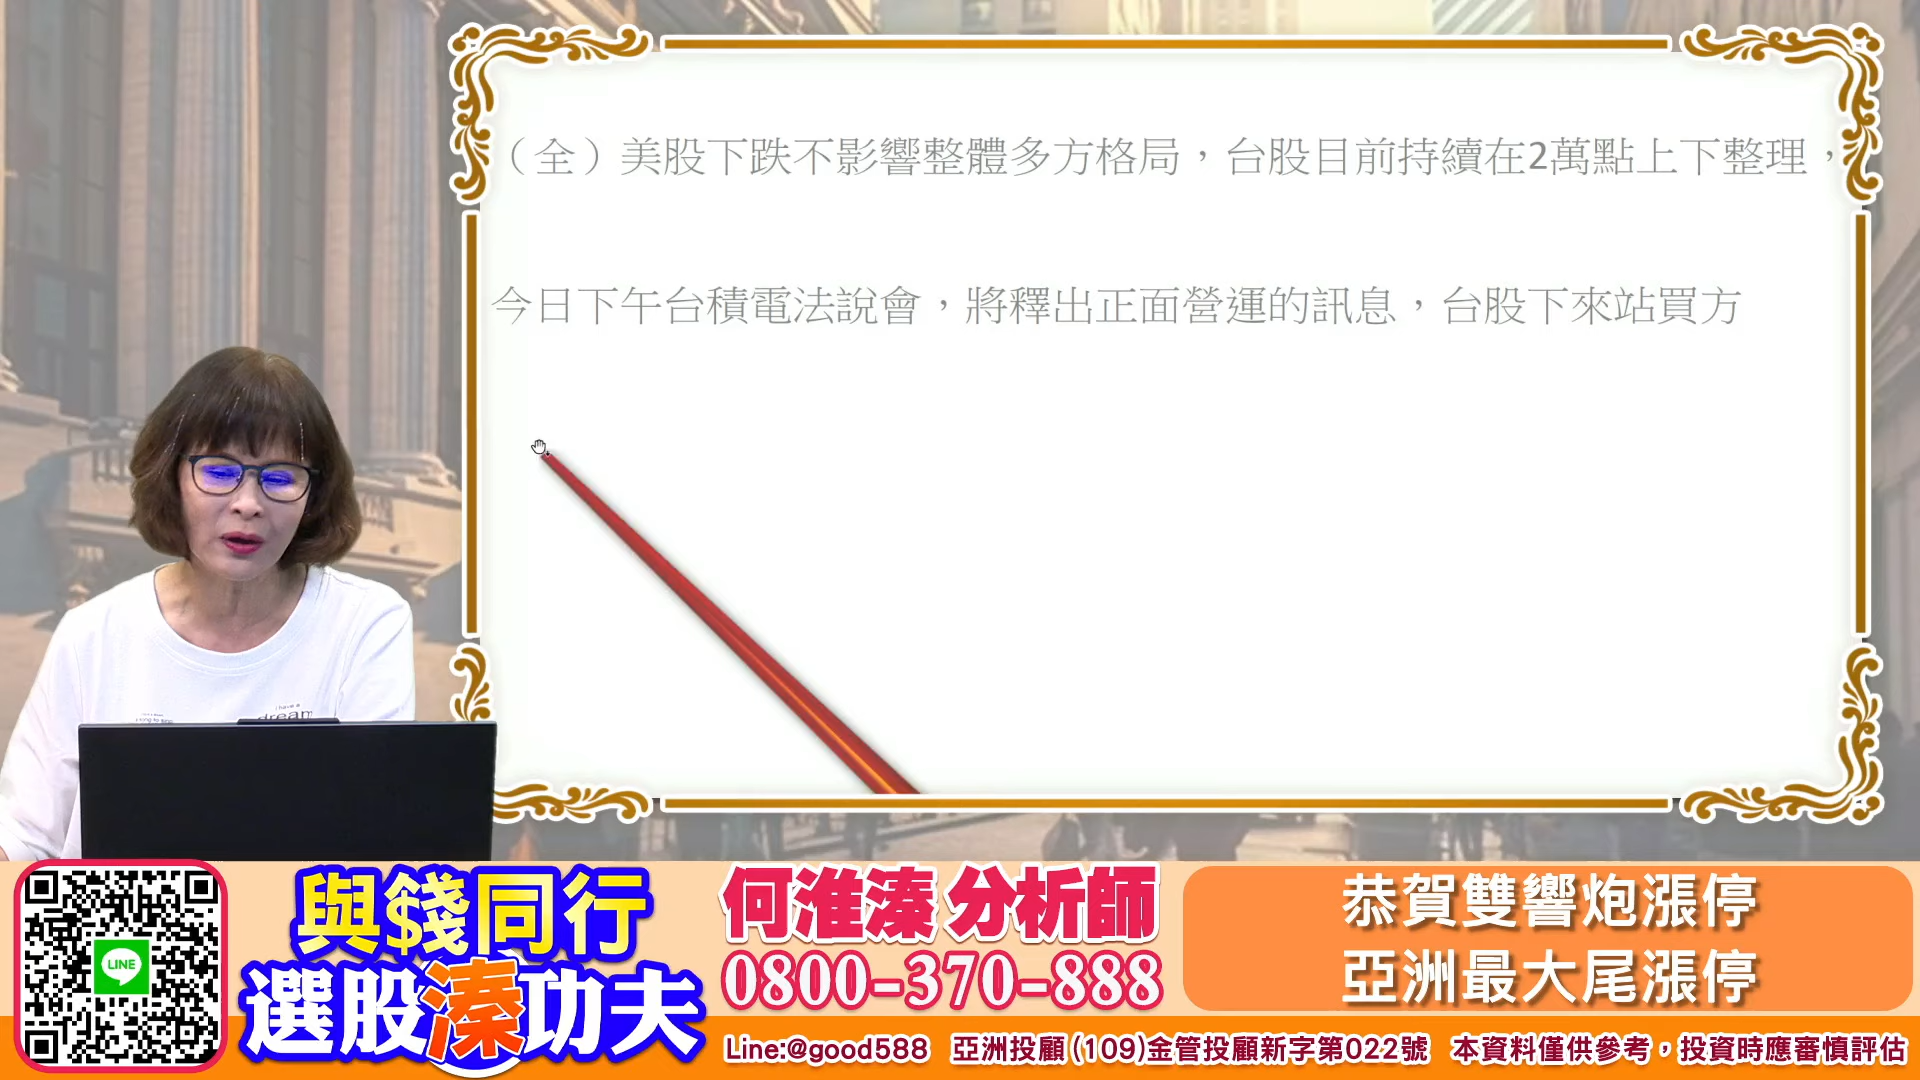 （全）美股下跌不影響整體多方格局，台股目前持續在2萬點上下整理，
今日下午台積電法說會，將釋出正面營運的訊息，台股下來站買方
i have a
dream
LINE
與錢同行
選股溱功夫
何淮溱 分析師
0800-370-888
恭賀雙響炮漲停
亞洲最大尾漲停
Line:@good588 亞洲投顧(109)金管投顧新字第022號 本資料僅供參考，投資時應審慎評估